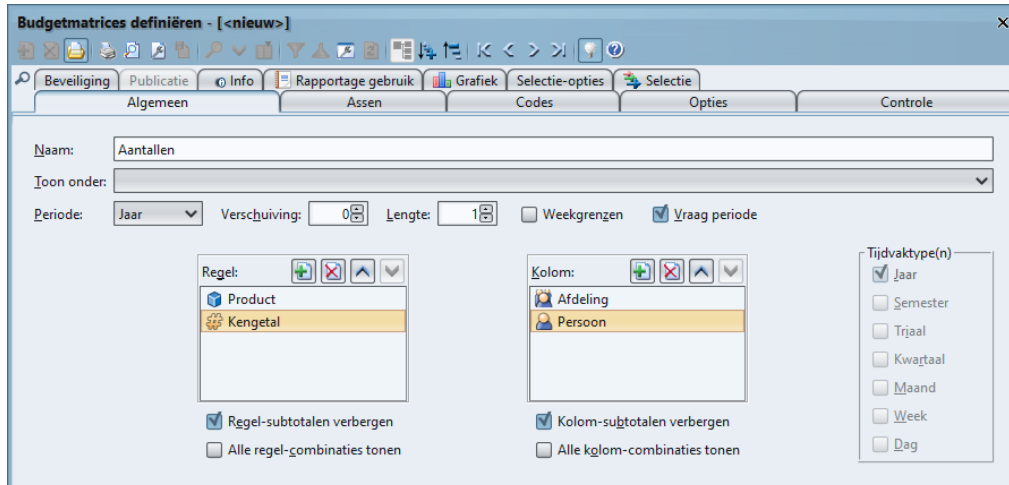 Budgetmatrices definiëren - [<nieuw>]
Beveiliging Publicatie Info Rapportage gebruik Grafiek Selectie-opties Selectie
Algemeen Assen Codes Opties Controle
Naam: Aantallen
Toon onder:
Periode: Jaar Verschuiving: 0 Lengte: 1 Weekgrenzen Vraag periode
Regel:
Product
Kengetal
Regel-subtotalen verbergen
Alle regel-combinaties tonen
Kolom:
Afdeling
Persoon
Kolom-subtotalen verbergen
Alle kolom-combinaties tonen
Tijdvaktype(n)
Jaar
Semester
Trjaal
Kwartaal
Maand
Week
Dag